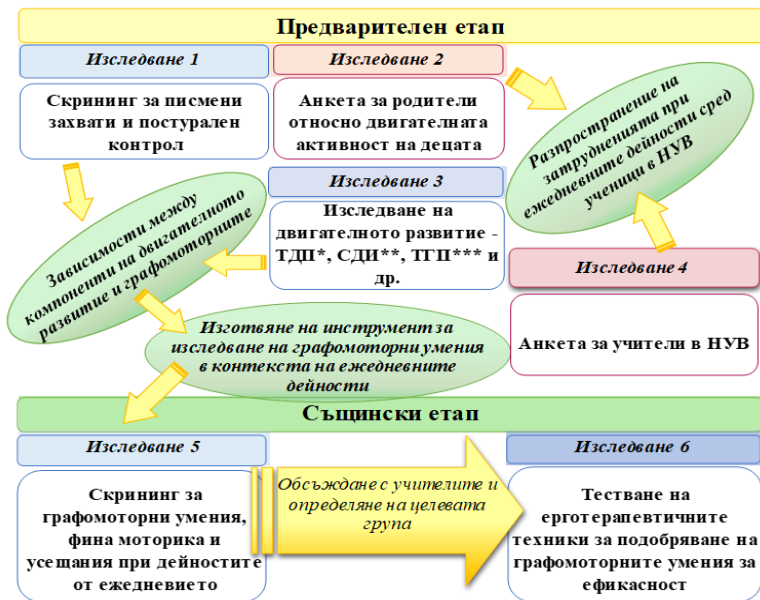 Предварителен етап
Изследване 1
Скрининг за писмени
захвати и постурален
контрол
Изследване 2
Анкета за родители
относно двигателната
активност на децата
Разпространение на
затрудненията при
ежедневните дейности сред
ученици в НУВ
Изследване 3
Изследване на
двигателното развитие -
ТДП*, СДИ**, ТГП*** и
др.
Зависимости между
компоненти на двигателното
развитие и графомоторните
Изследване 4
Анкета за учители в НУВ
Изготвяне на инструмент за
изследване на графомоторни умения
в контекста на ежедневните
дейности
Същински етап
Изследване 5
Скрининг за
графомоторни умения,
фина моторика и
усещания при дейностите
от ежедневието
Обсъждане с учителите и
определяне на целевата
група
Изследване 6
Тестване на
ерготерапевтичните
техники за подобряване на
графомоторните умения за
ефикасност